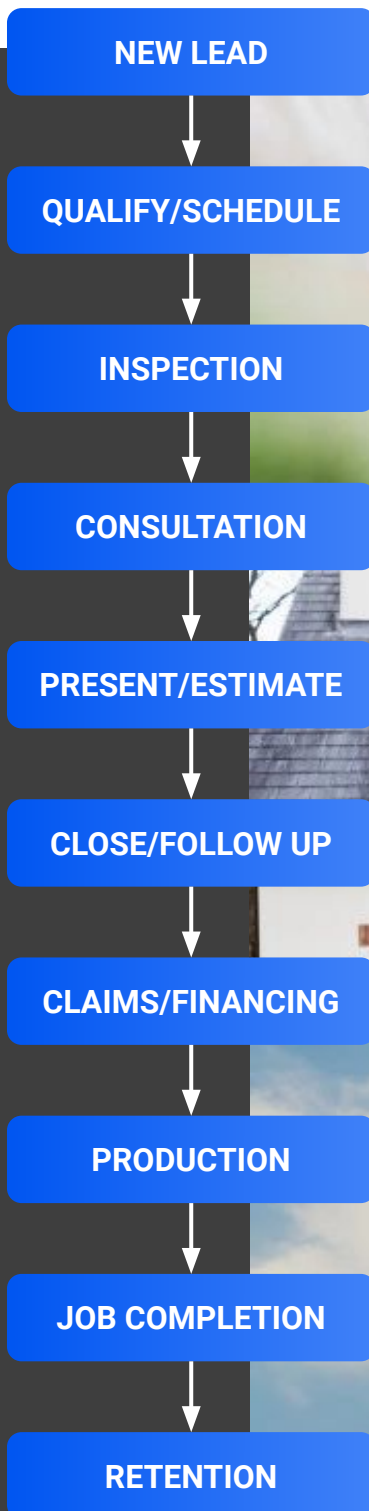 NEW LEAD
QUALIFY/SCHEDULE
INSPECTION
CONSULTATION
PRESENT/ESTIMATE
CLOSE/FOLLOW UP
CLAIMS/FINANCING
PRODUCTION
JOB COMPLETION
RETENTION